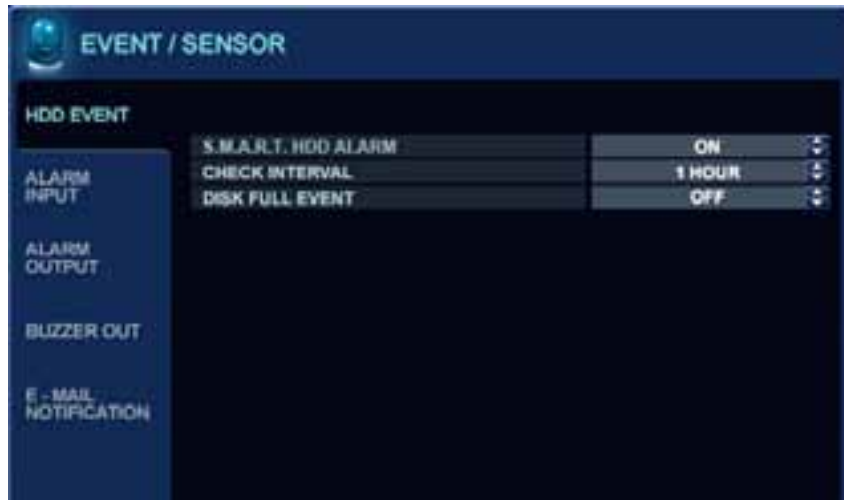 EVENT / SENSOR
HDD EVENT
S.M.A.R.T. HDD ALARM ON
CHECK INTERVAL 1 HOUR
DISK FULL EVENT OFF
ALARM
INPUT
ALARM
OUTPUT
BUZZER OUT
E - MAIL
NOTIFICATION